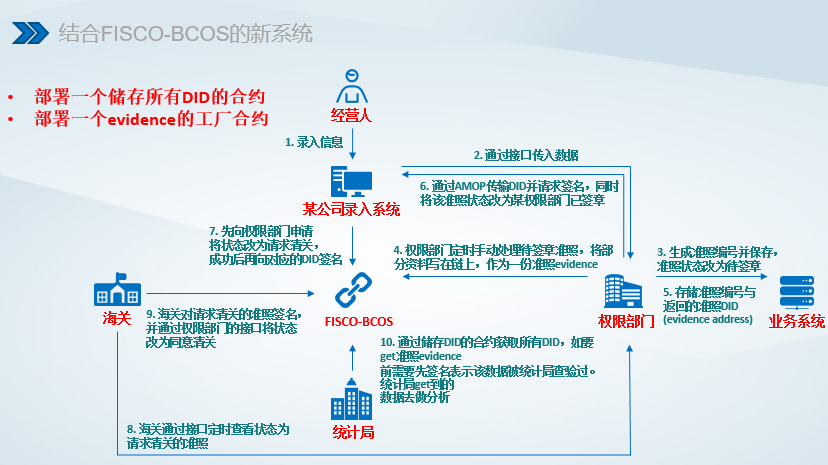 结合FISCO-BCOS的新系统
• 部署一个储存所有DID的合约
• 部署一个evidence的工厂合约
经营人
1. 录入信息
2. 通过接口传入数据
6. 通过AMOP传输DID并请求签名，同时
将该准照状态改为某权限部门已签章
某公司录入系统
7. 先向权限部门申请
将状态改为请求清关，
成功后再向对应的DID签名
4. 权限部门定时手动处理待签章准照，将部
分资料写在链上，作为一份准照evidence
3. 生成准照编号并保存，
准照状态改为待签章
5. 存储准照编号与
返回的准照DID
(evidence address)
海关
9. 海关对请求清关的准照签名，
并通过权限部门的接口将状态
改为同意清关
FISCO-BCOS
权限部门
业务系统
10. 通过储存DID的合约获取所有DID，如要
get准照evidence
前需要先签名表示该数据被统计局查验过。
统计局get到的
数据去做分析
统计局
8. 海关通过接口定时查看状态为
请求清关的准照